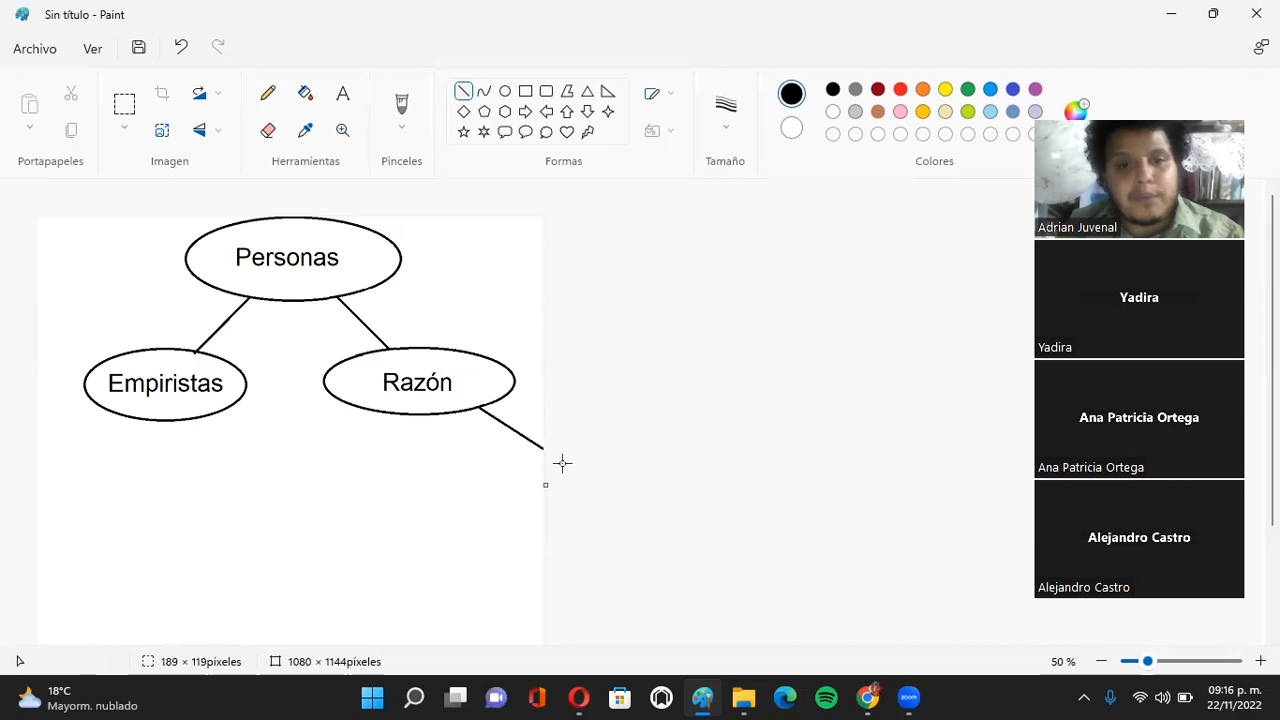 Sin título - Paint
Archivo
Ver
Portapapeles
Imagen
Herramientas
Pinceles
Formas
Tamaño
Colores
Personas
Empiristas
Razón
Adrian Juvenal
Yadira
Yadira
Ana Patricia Ortega
Ana Patricia Ortega
Alejandro Castro
Alejandro Castro
189 × 119píxeles
1080 × 1144píxeles
50 %
18°C
Mayorm. nublado
zoom
09:16 p. m.
22/11/2022